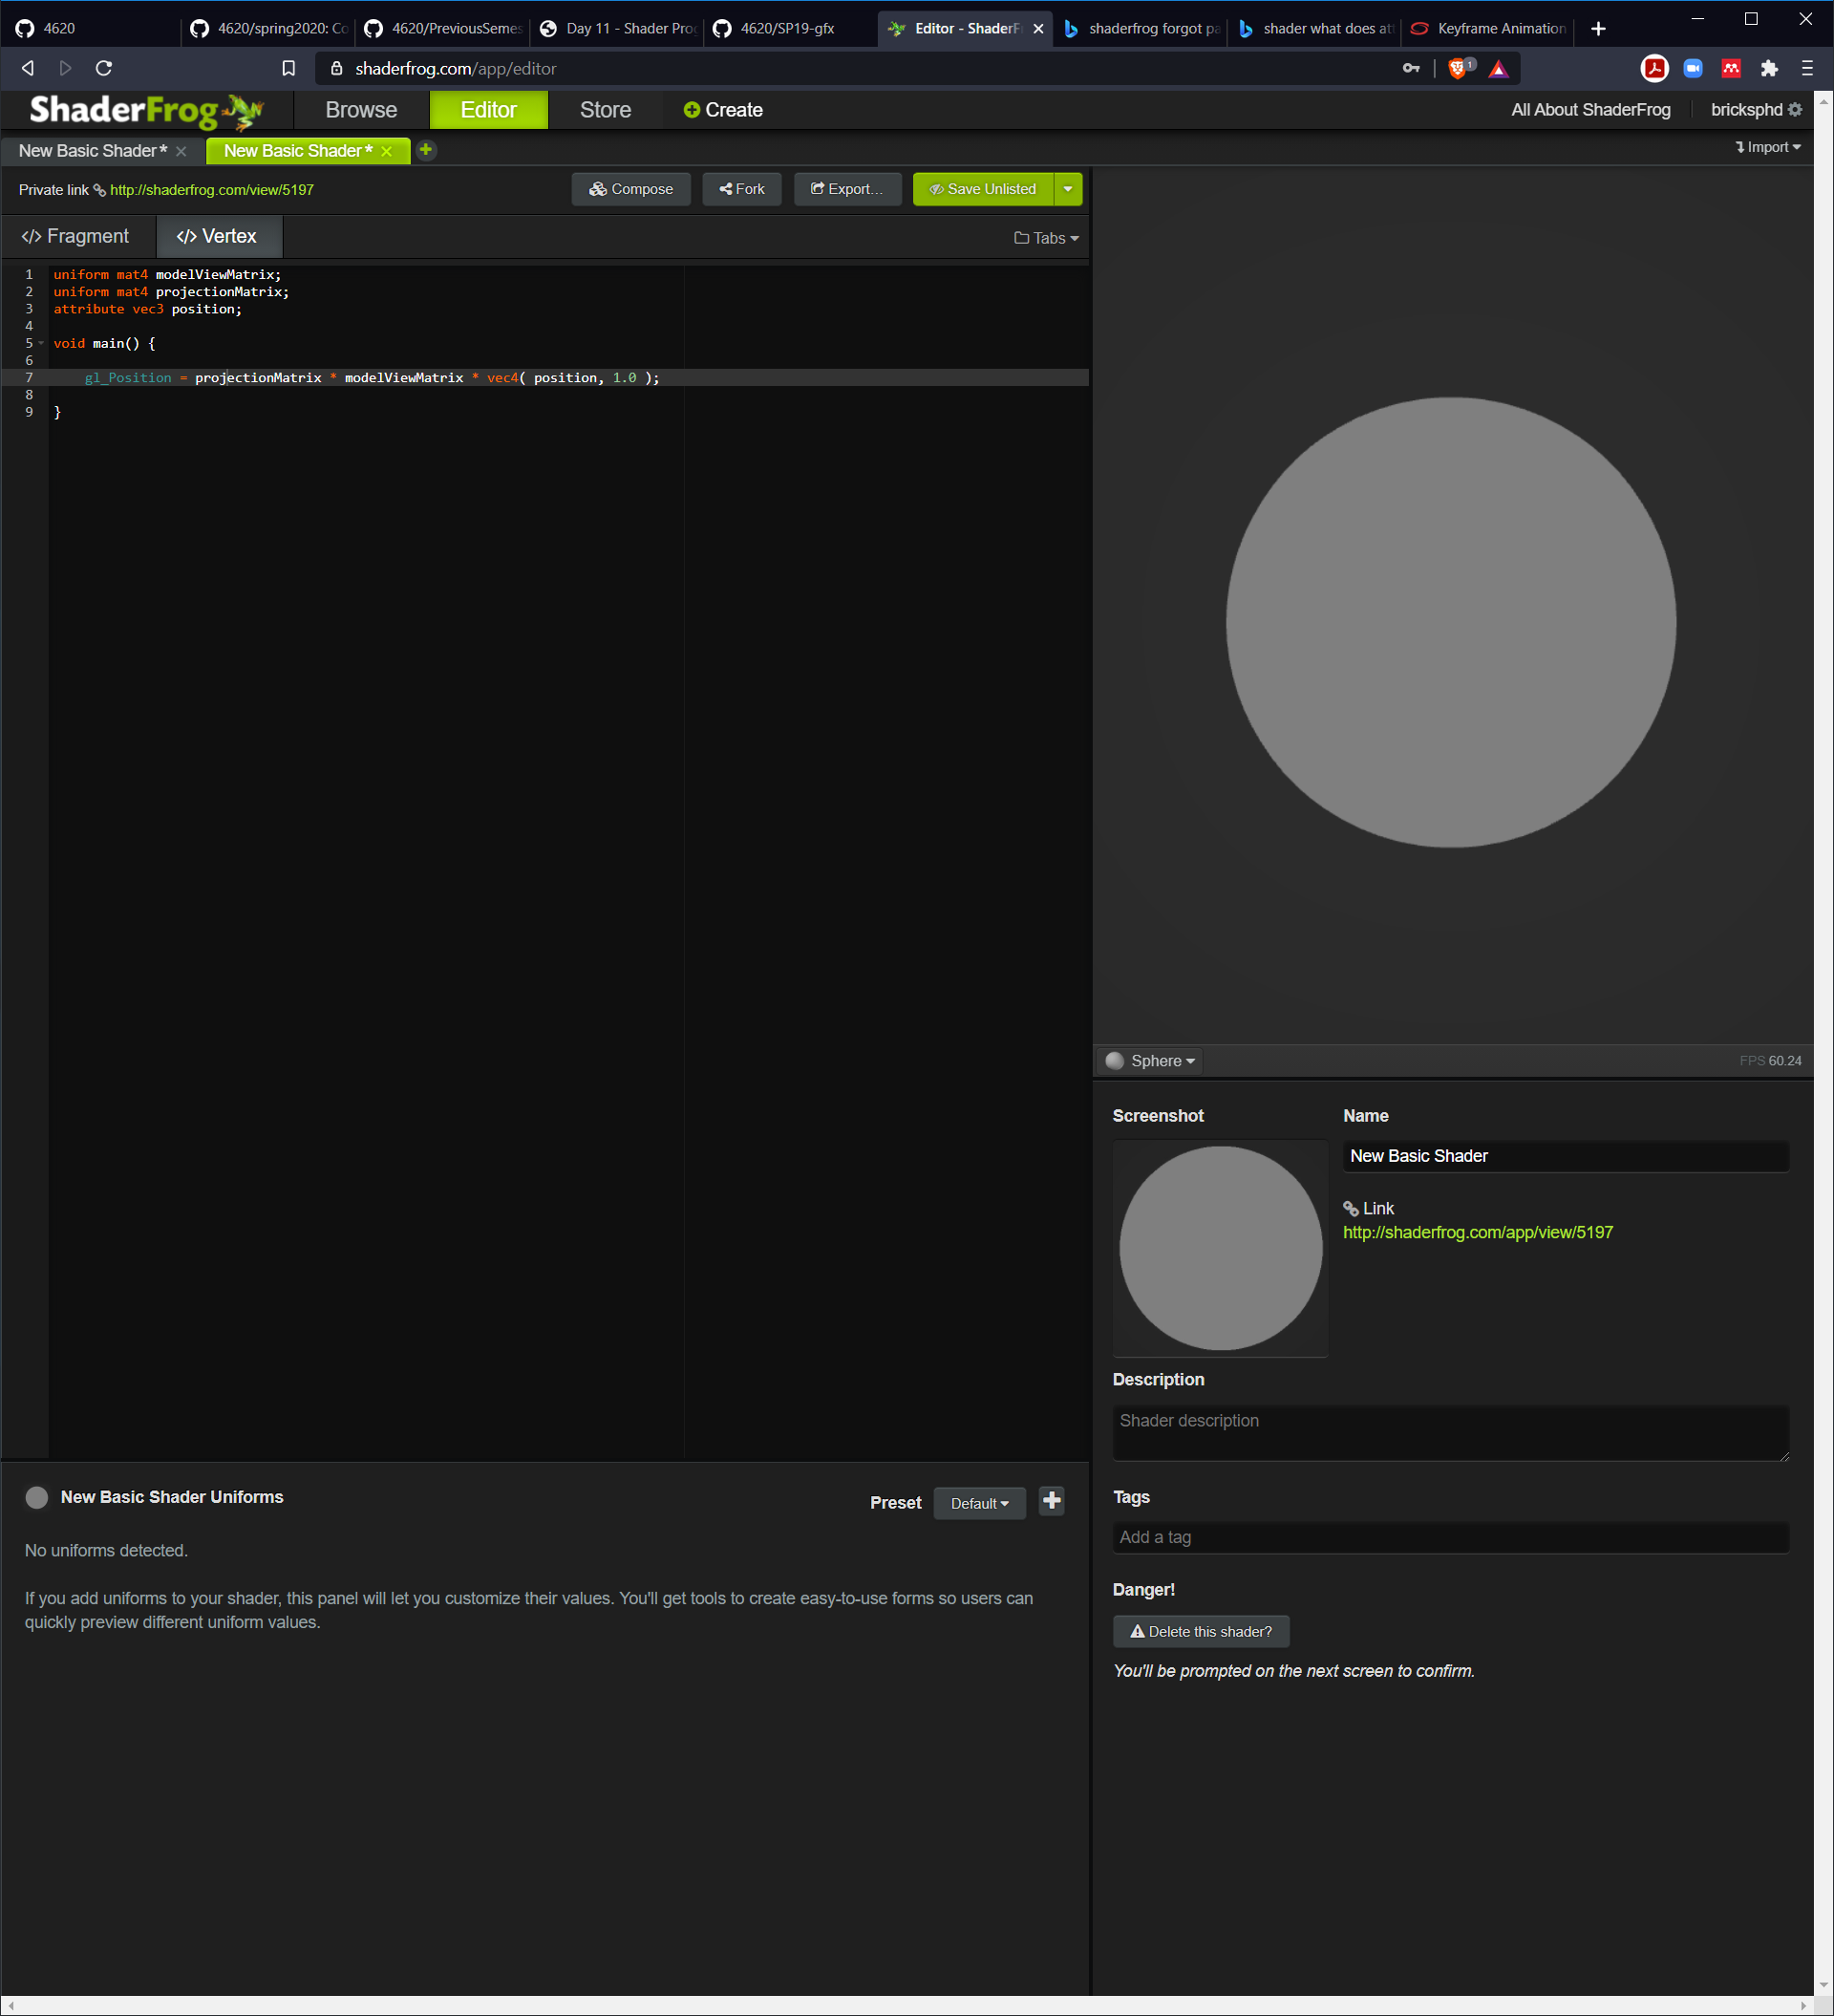 4620
4620/spring2020: Co
4620/PreviousSemes
Day 11 - Shader Prog
4620/SP19-gfx
Editor - ShaderF
shaderfrog forgot pa
shader what does att
Keyframe Animation
shaderfrog.com/app/editor
1
ShaderFrog
Browse
Editor
Store
Create
All About ShaderFrog
bricksphd
New Basic Shader*
New Basic Shader*
Import
Private link http://shaderfrog.com/view/5197
Compose
Fork
Export...
Save Unlisted
</> Fragment
</> Vertex
Tabs
1 uniform mat4 modelViewMatrix;
2 uniform mat4 projectionMatrix;
3 attribute vec3 position;
4
5 void main() {
6
7 gl_Position = projectionMatrix * modelViewMatrix * vec4( position, 1.0 );
8
9 }
Sphere
FPS 60.24
Screenshot
Name
New Basic Shader
Link
http://shaderfrog.com/app/view/5197
Description
Shader description
Tags
Add a tag
Danger!
Delete this shader?
You'll be prompted on the next screen to confirm.
New Basic Shader Uniforms
Preset
Default
No uniforms detected.
If you add uniforms to your shader, this panel will let you customize their values. You'll get tools to create easy-to-use forms so users can
quickly preview different uniform values.